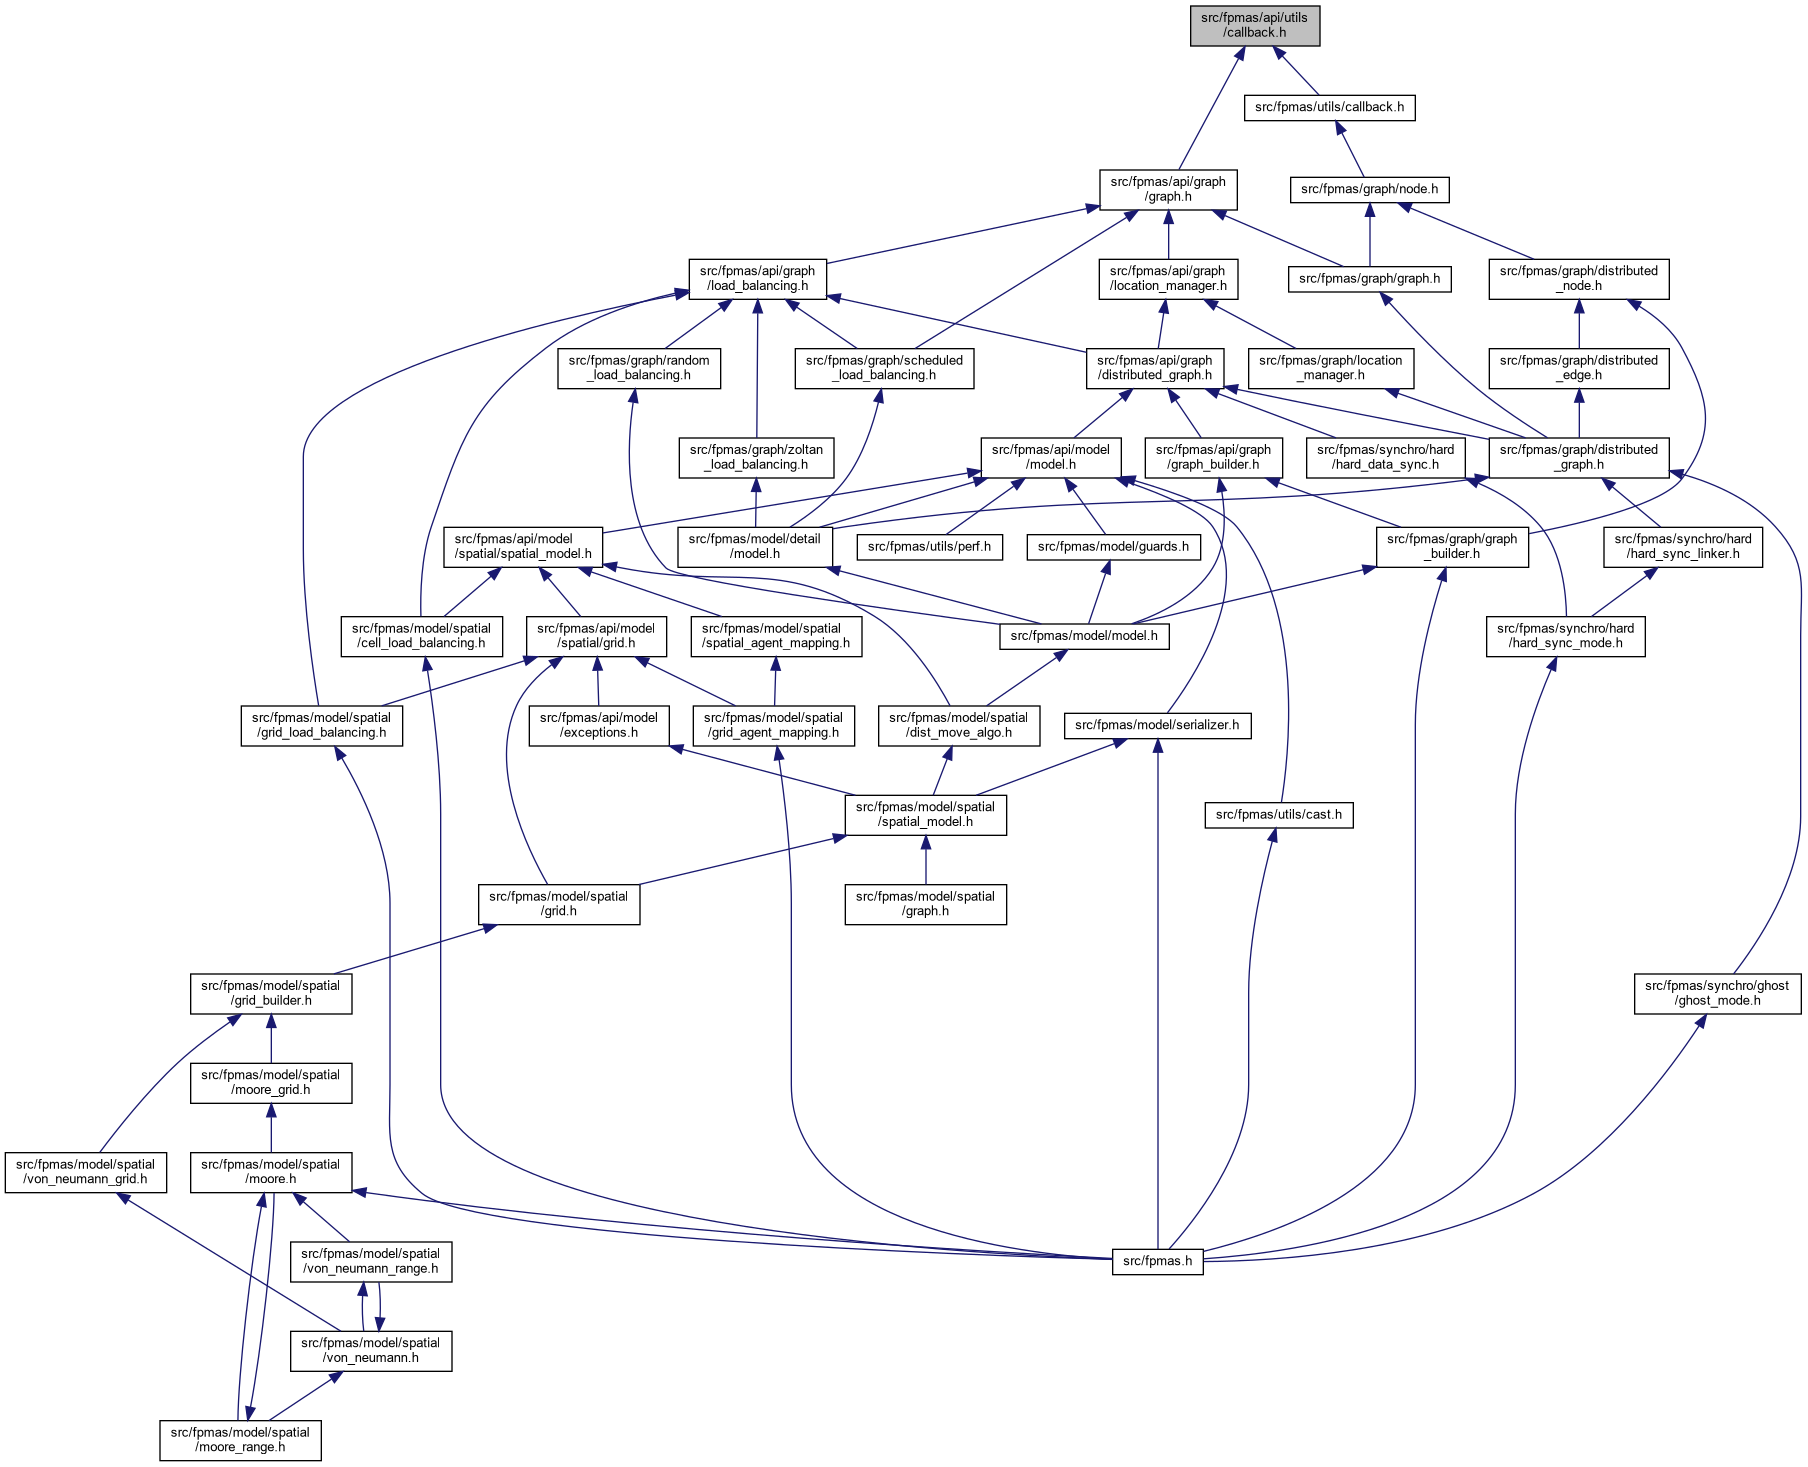 src/fpmas/api/utils
/callback.h
src/fpmas/utils/callback.h
src/fpmas/api/graph
/graph.h
src/fpmas/graph/node.h
src/fpmas/api/graph
/load_balancing.h
src/fpmas/api/graph
/location_manager.h
src/fpmas/graph/graph.h
src/fpmas/graph/distributed
_node.h
src/fpmas/graph/random
_load_balancing.h
src/fpmas/graph/scheduled
_load_balancing.h
src/fpmas/api/graph
/distributed_graph.h
src/fpmas/graph/location
_manager.h
src/fpmas/graph/distributed
_edge.h
src/fpmas/graph/zoltan
_load_balancing.h
src/fpmas/api/model
/model.h
src/fpmas/api/graph
/graph_builder.h
src/fpmas/synchro/hard
/hard_data_sync.h
src/fpmas/graph/distributed
_graph.h
src/fpmas/api/model
/spatial/spatial_model.h
src/fpmas/model/detail
/model.h
src/fpmas/utils/perf.h
src/fpmas/model/guards.h
src/fpmas/graph/graph
_builder.h
src/fpmas/synchro/hard
/hard_sync_linker.h
src/fpmas/model/spatial
/cell_load_balancing.h
src/fpmas/api/model
/spatial/grid.h
src/fpmas/model/spatial
/spatial_agent_mapping.h
src/fpmas/model/model.h
src/fpmas/synchro/hard
/hard_sync_mode.h
src/fpmas/model/spatial
/grid_load_balancing.h
src/fpmas/api/model
/exceptions.h
src/fpmas/model/spatial
/grid_agent_mapping.h
src/fpmas/model/spatial
/dist_move_algo.h
src/fpmas/model/serializer.h
src/fpmas/model/spatial
/spatial_model.h
src/fpmas/utils/cast.h
src/fpmas/model/spatial
/grid.h
src/fpmas/model/spatial
/graph.h
src/fpmas/model/spatial
/grid_builder.h
src/fpmas/synchro/ghost
/ghost_mode.h
src/fpmas/model/spatial
/moore_grid.h
src/fpmas/model/spatial
/von_neumann_grid.h
src/fpmas/model/spatial
/moore.h
src/fpmas/model/spatial
/von_neumann_range.h
src/fpmas.h
src/fpmas/model/spatial
/von_neumann.h
src/fpmas/model/spatial
/moore_range.h